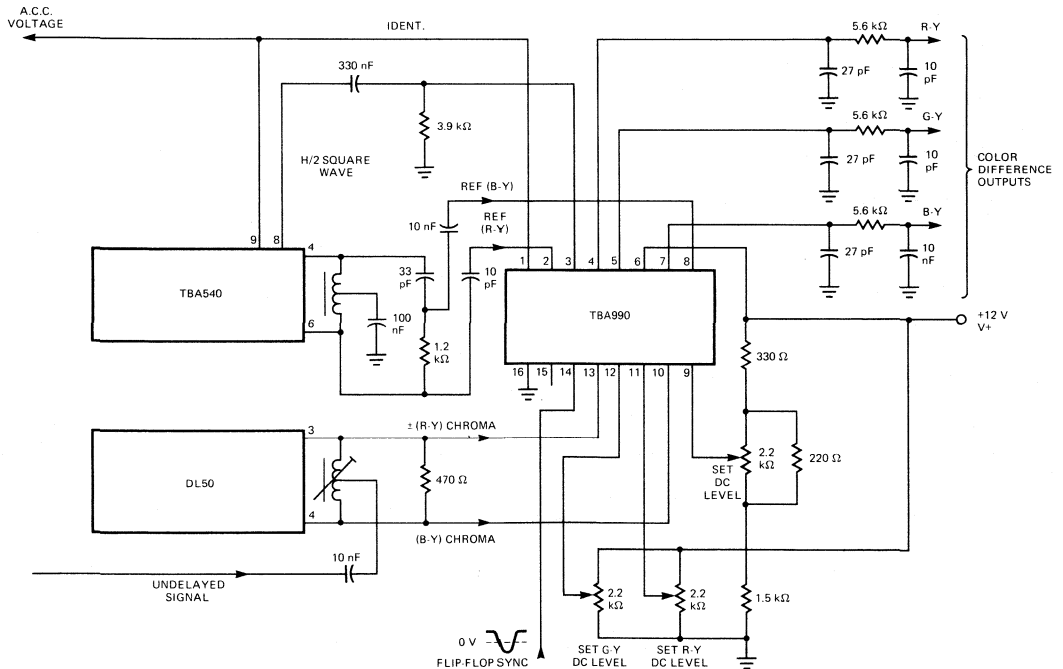 A.C.C.
VOLTAGE
IDENT.
5.6 kΩ
R-Y
330 nF
27 pF
10
pF
3.9 kΩ
5.6 kΩ
G-Y
H/2 SQUARE
WAVE
27 pF
10
pF
COLOR
DIFFERENCE
OUTPUTS
REF (B-Y)
REF
(R-Y)
10 nF
5.6 kΩ
B-Y
27 pF
10
nF
9 8 4
33
pF
10
pF
1 2 3 4 5 6 7 8
TBA540
TBA990
100
nF
6
1.2
kΩ
+12 V
V+
330 Ω
16 15 14 13 12 11 10 9
± (R-Y) CHROMA
3
DL50
470 Ω
2.2
kΩ
220 Ω
SET
DC
LEVEL
4
(B-Y) CHROMA
10 nF
UNDELAYED
SIGNAL
2.2
kΩ
2.2
kΩ
1.5 kΩ
0 V
FLIP-FLOP SYNC
SET G-Y
DC LEVEL
SET R-Y
DC LEVEL